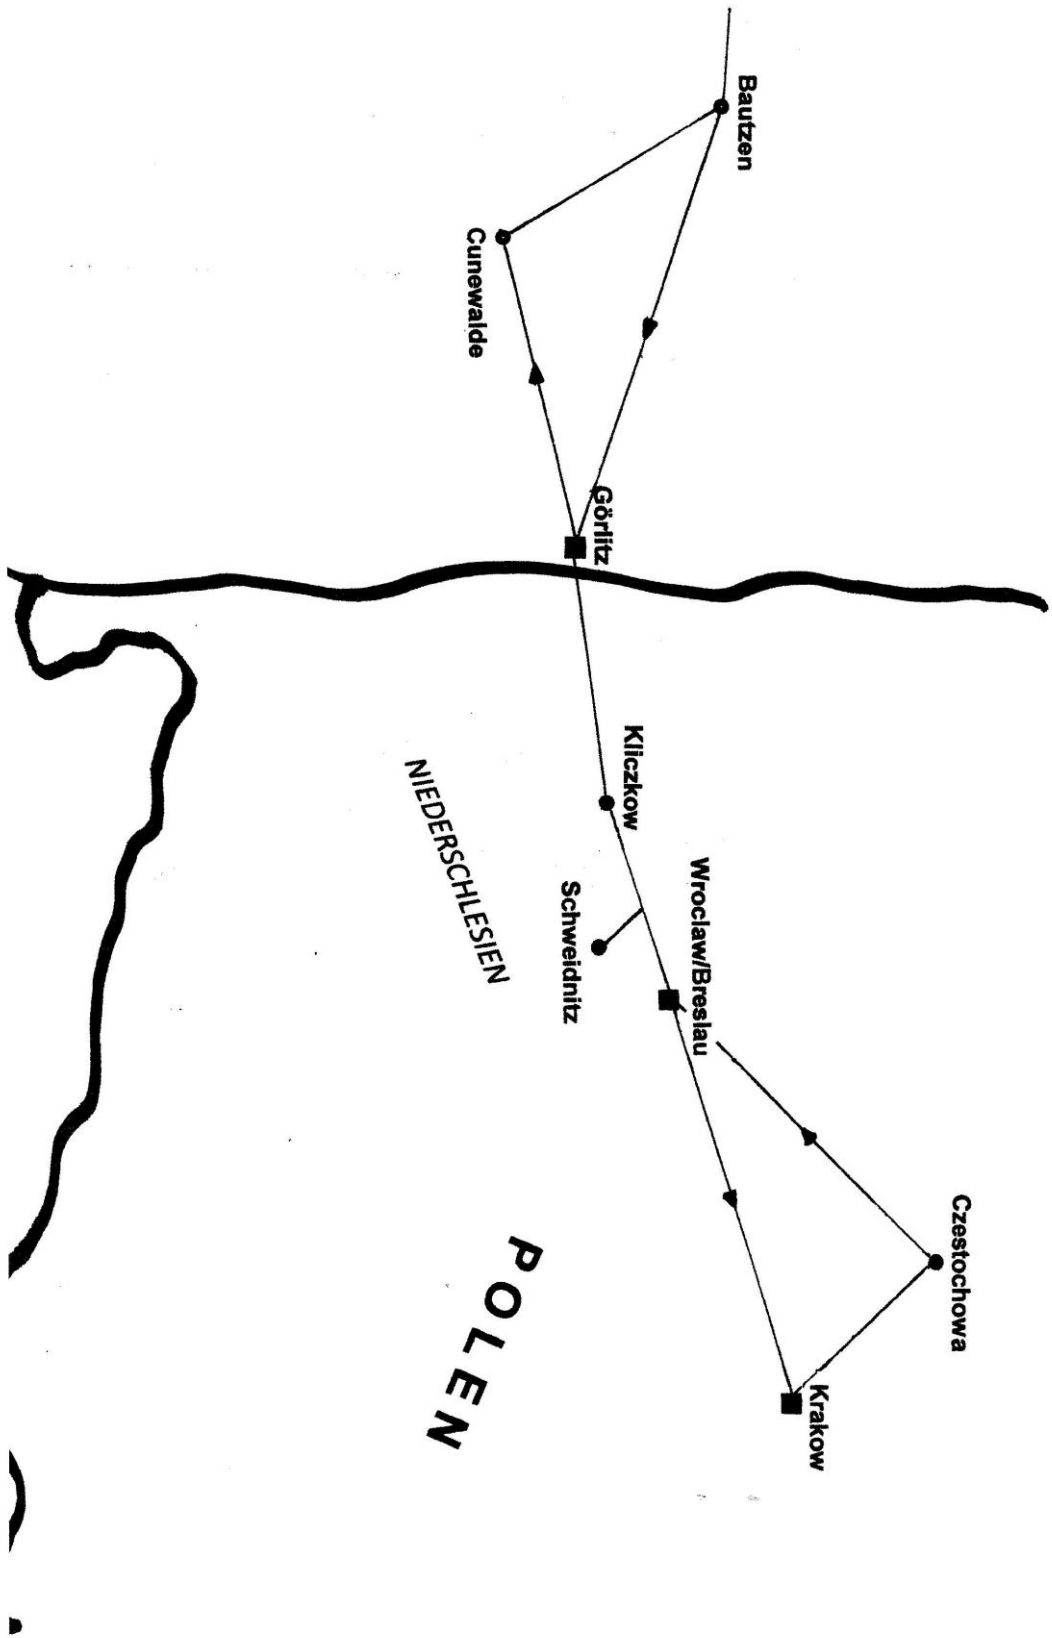 Bautzen
Cunewalde
Görlitz
Kliczkow
NIEDERSCHLESIEN
Schweidnitz
Wroclaw/Breslau
Czestochowa
Krakow
POLEN